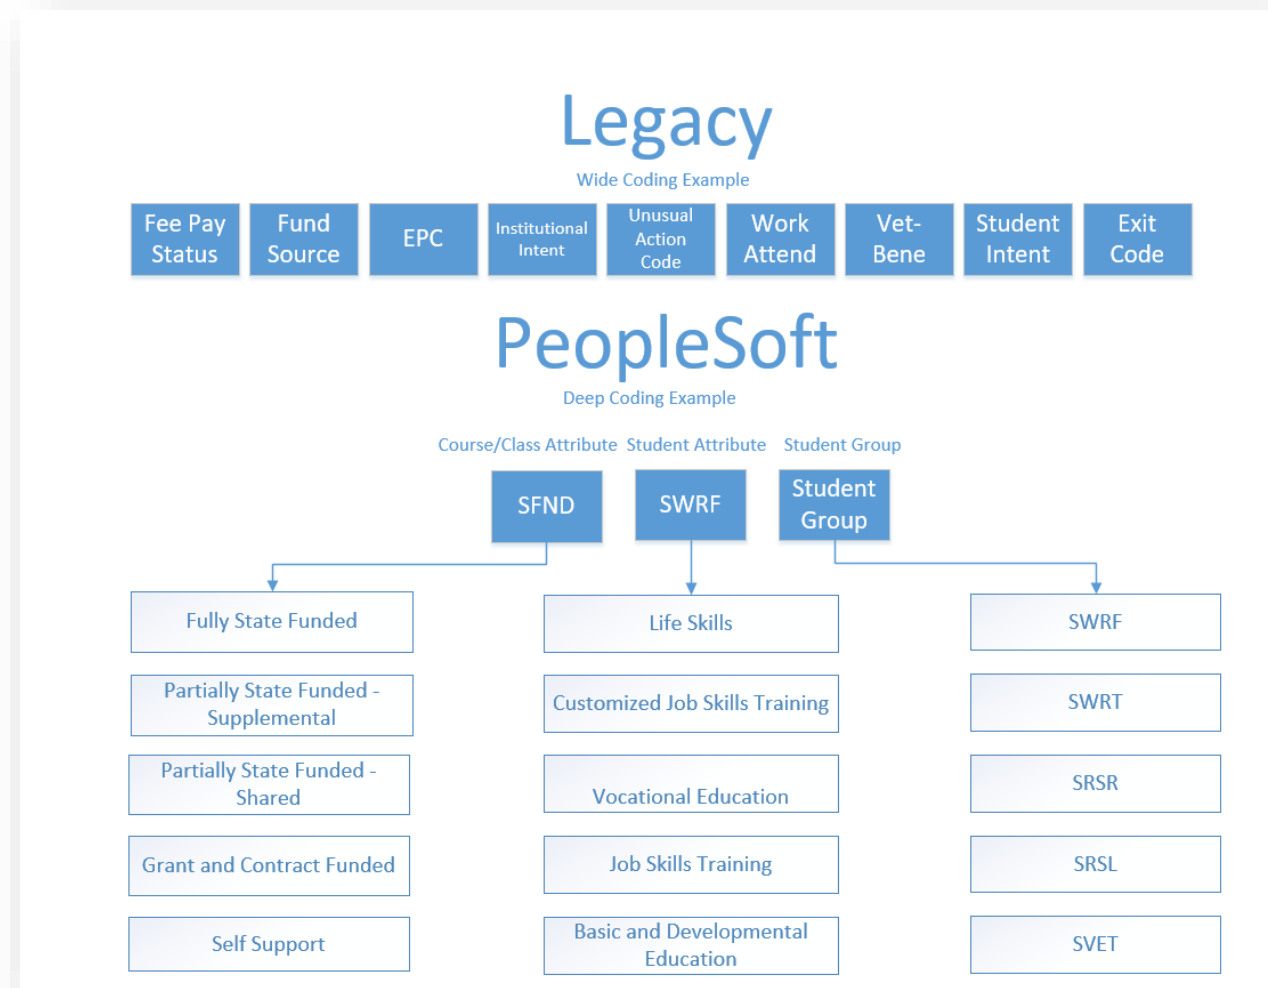 Legacy
Wide Coding Example
Fee Pay
Status
Fund
Source
EPC
Institutional
Intent
Unusual
Action
Code
Work
Attend
Vet-
Bene
Student
Intent
Exit
Code
PeopleSoft
Deep Coding Example
Course/Class Attribute
Student Attribute
Student Group
SFND
SWRF
Student
Group
Fully State Funded
Partially State Funded -
Supplemental
Partially State Funded -
Shared
Grant and Contract Funded
Self Support
Life Skills
Customized Job Skills Training
Vocational Education
Job Skills Training
Basic and Developmental
Education
SWRF
SWRT
SRSR
SRSL
SVET